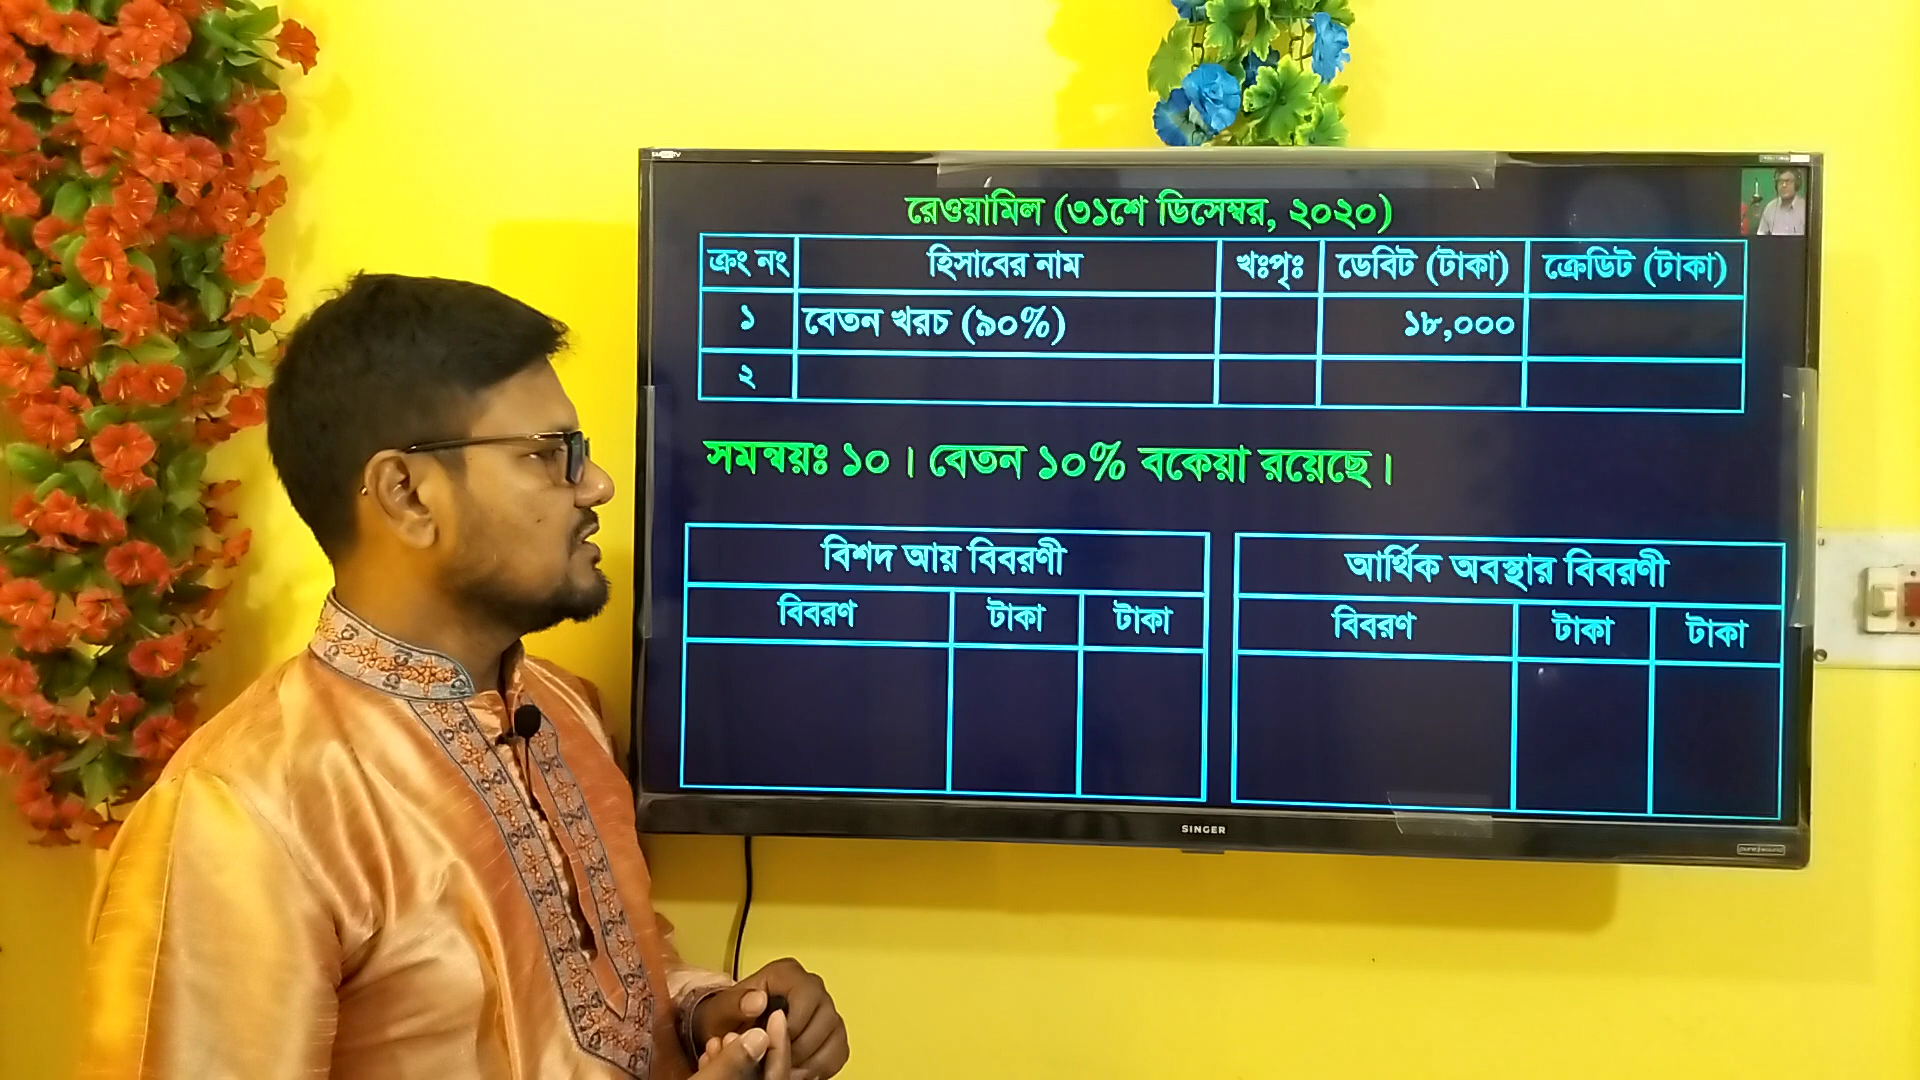 রেওয়ামিল (৩১শে ডিসেম্বর, ২০২০)
ক্রং নং হিসাবের নাম খঃপৃঃ ডেবিট (টাকা) ক্রেডিট (টাকা)
১ বেতন খরচ (৯০%) ১৮,০০০
২
সমন্বয়ঃ ১০। বেতন ১০% বকেয়া রয়েছে।
বিশদ আয় বিবরণী
বিবরণ টাকা টাকা
আর্থিক অবস্থার বিবরণী
বিবরণ টাকা টাকা
SINGER